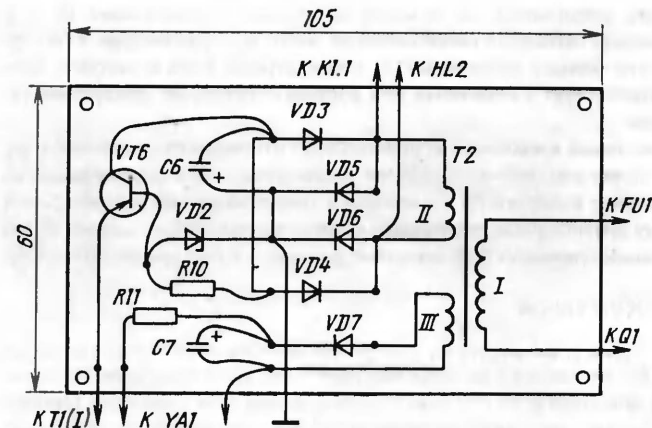 105
К К1.1 К HL2
VD3
VT6 C6 + VD5 T2
К FU1
VD2 VD6 II
60
R10 VD4 I
R11 III
C7 + VD7
К Q1
К T1(I) К YA1